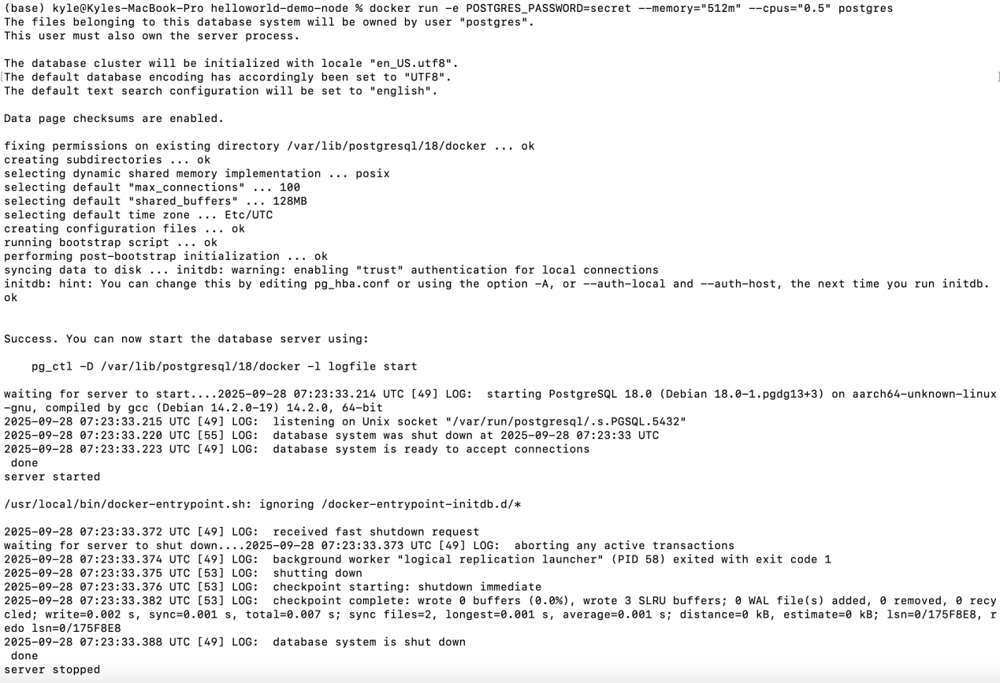 (base) kyle@Kyles-MacBook-Pro helloworld-demo-node % docker run -e POSTGRES_PASSWORD=secret --memory="512m" --cpus="0.5" postgres
The files belonging to this database system will be owned by user "postgres".
This user must also own the server process.

The database cluster will be initialized with locale "en_US.utf8".
[The default database encoding has accordingly been set to "UTF8". ]
The default text search configuration will be set to "english".

Data page checksums are enabled.

fixing permissions on existing directory /var/lib/postgresql/18/docker ... ok
creating subdirectories ... ok
selecting dynamic shared memory implementation ... posix
selecting default "max_connections" ... 100
selecting default "shared_buffers" ... 128MB
selecting default time zone ... Etc/UTC
creating configuration files ... ok
running bootstrap script ... ok
performing post-bootstrap initialization ... ok
syncing data to disk ... initdb: warning: enabling "trust" authentication for local connections
initdb: hint: You can change this by editing pg_hba.conf or using the option -A, or --auth-local and --auth-host, the next time you run initdb.
ok

Success. You can now start the database server using:

    pg_ctl -D /var/lib/postgresql/18/docker -l logfile start

waiting for server to start....2025-09-28 07:23:33.214 UTC [49] LOG:  starting PostgreSQL 18.0 (Debian 18.0-1.pgdg13+3) on aarch64-unknown-linux
-gnu, compiled by gcc (Debian 14.2.0-19) 14.2.0, 64-bit
2025-09-28 07:23:33.215 UTC [49] LOG:  listening on Unix socket "/var/run/postgresql/.s.PGSQL.5432"
2025-09-28 07:23:33.220 UTC [55] LOG:  database system was shut down at 2025-09-28 07:23:33 UTC
2025-09-28 07:23:33.223 UTC [49] LOG:  database system is ready to accept connections
 done
server started

/usr/local/bin/docker-entrypoint.sh: ignoring /docker-entrypoint-initdb.d/*

2025-09-28 07:23:33.372 UTC [49] LOG:  received fast shutdown request
waiting for server to shut down....2025-09-28 07:23:33.373 UTC [49] LOG:  aborting any active transactions
2025-09-28 07:23:33.374 UTC [49] LOG:  background worker "logical replication launcher" (PID 58) exited with exit code 1
2025-09-28 07:23:33.375 UTC [53] LOG:  shutting down
2025-09-28 07:23:33.376 UTC [53] LOG:  checkpoint starting: shutdown immediate
2025-09-28 07:23:33.382 UTC [53] LOG:  checkpoint complete: wrote 0 buffers (0.0%), wrote 3 SLRU buffers; 0 WAL file(s) added, 0 removed, 0 recy
cled; write=0.002 s, sync=0.001 s, total=0.007 s; sync files=2, longest=0.001 s, average=0.001 s; distance=0 kB, estimate=0 kB; lsn=0/175F8E8, r
edo lsn=0/175F8E8
2025-09-28 07:23:33.388 UTC [49] LOG:  database system is shut down
 done
server stopped